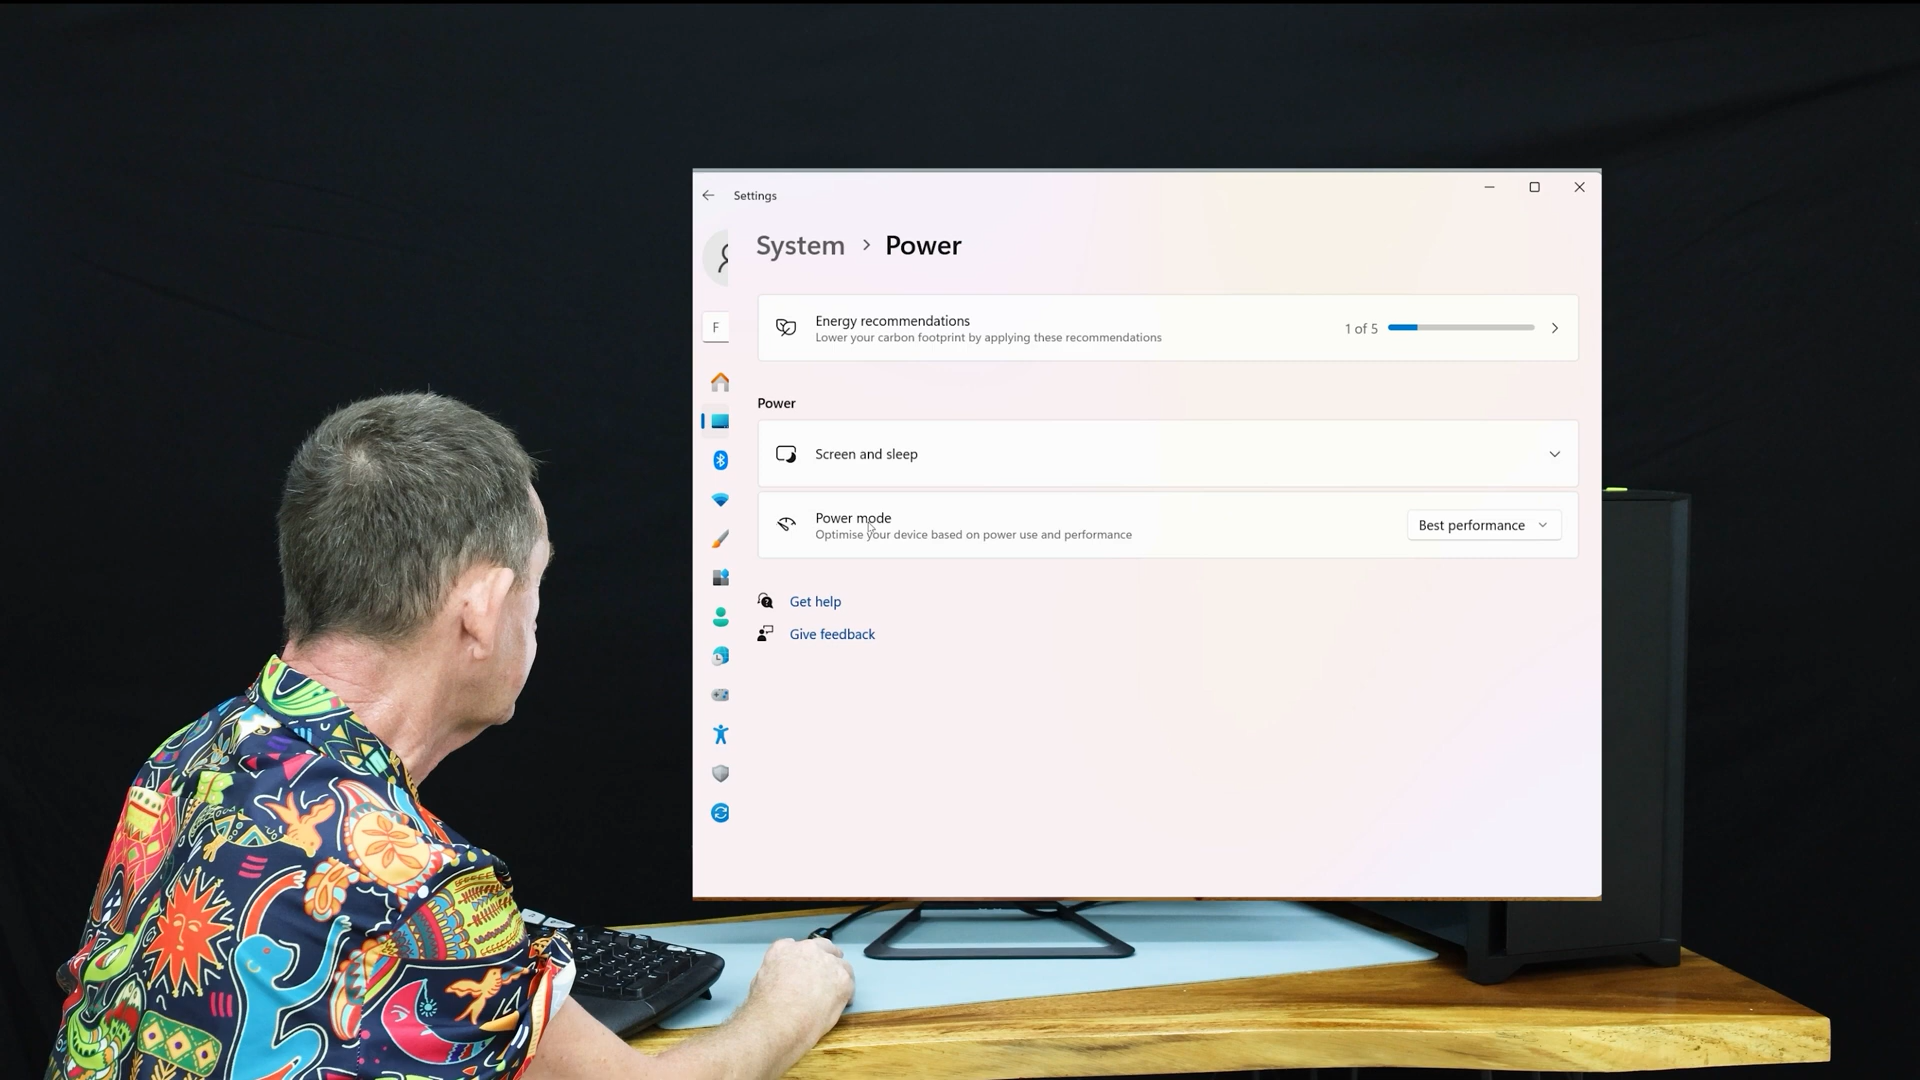 Settings
System > Power
Energy recommendations
Lower your carbon footprint by applying these recommendations
1 of 5
Power
Screen and sleep
Power mode
Optimise your device based on power use and performance
Best performance
Get help
Give feedback
F